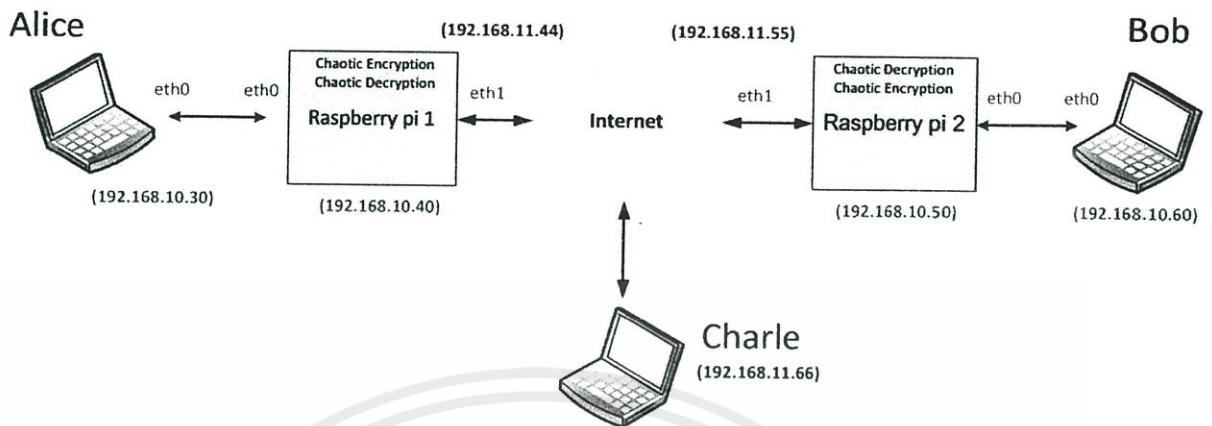 Alice
(192.168.11.44)
(192.168.11.55)
Bob
Chaotic Encryption
Chaotic Decryption
Raspberry pi 1
Chaotic Decryption
Chaotic Encryption
Raspberry pi 2
eth0
eth0
eth1
Internet
eth1
eth0
eth0
(192.168.10.30)
(192.168.10.40)
(192.168.10.50)
(192.168.10.60)
Charle
(192.168.11.66)